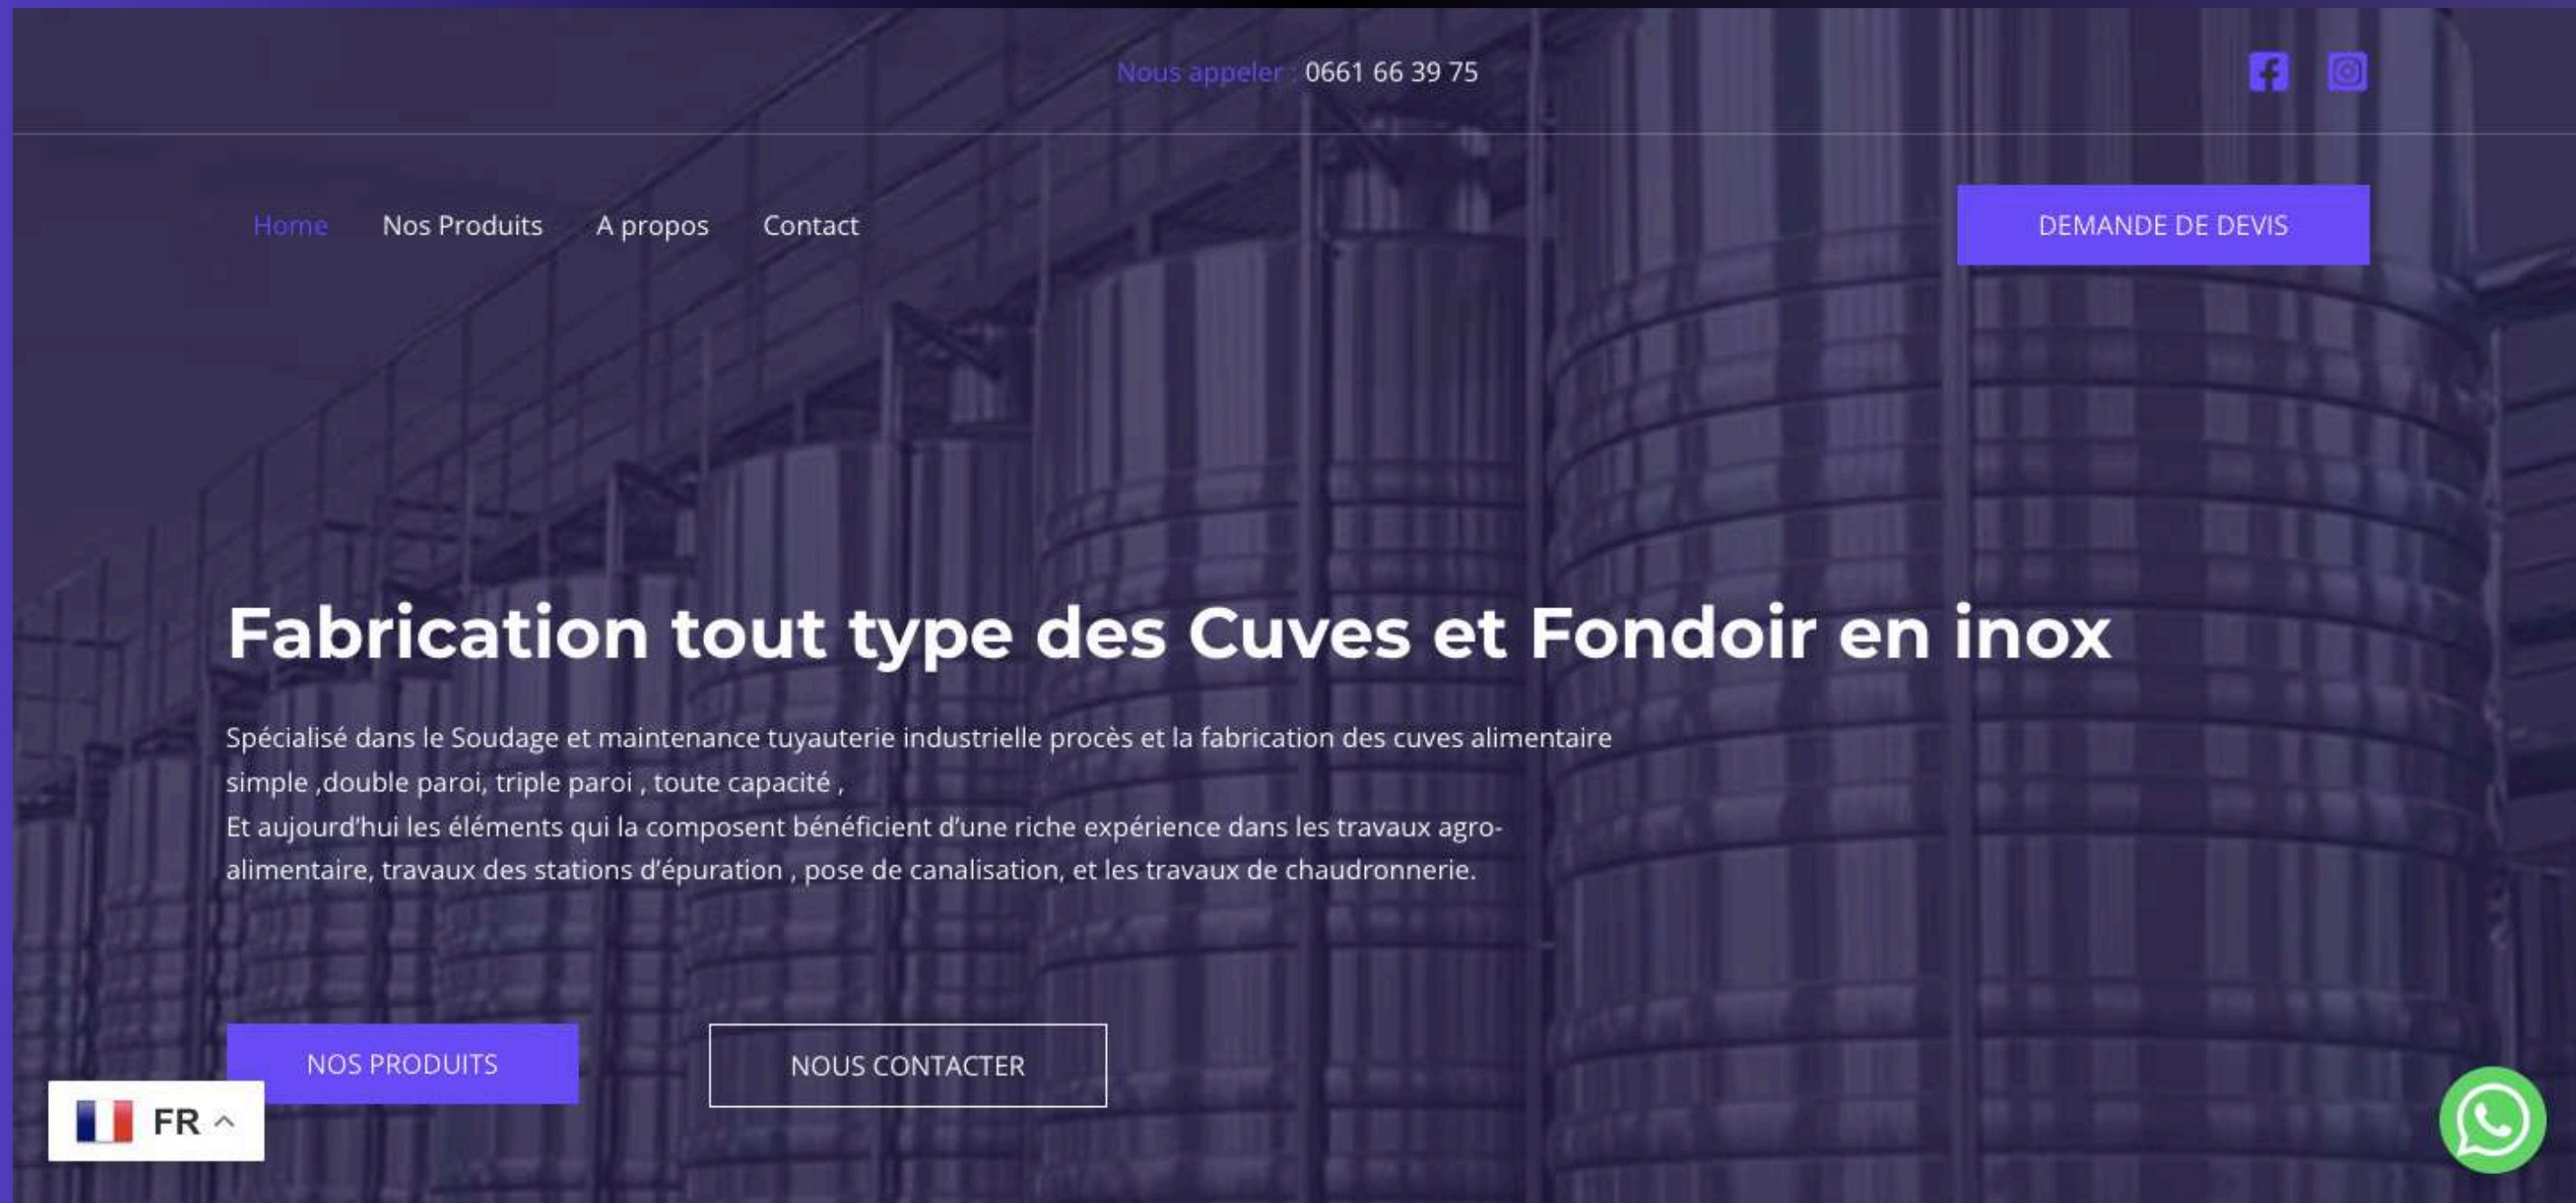 Nous appeler : 0661 66 39 75
Home Nos Produits A propos Contact DEMANDE DE DEVIS
Fabrication tout type des Cuves et Fondoir en inox
Spécialisé dans le Soudage et maintenance tuyauterie industrielle procès et la fabrication des cuves alimentaire
simple ,double paroi, triple paroi , toute capacité ,
Et aujourd’hui les éléments qui la composent bénéficient d’une riche expérience dans les travaux agro-
alimentaire, travaux des stations d’épuration , pose de canalisation, et les travaux de chaudronnerie.
NOS PRODUITS NOUS CONTACTER
FR